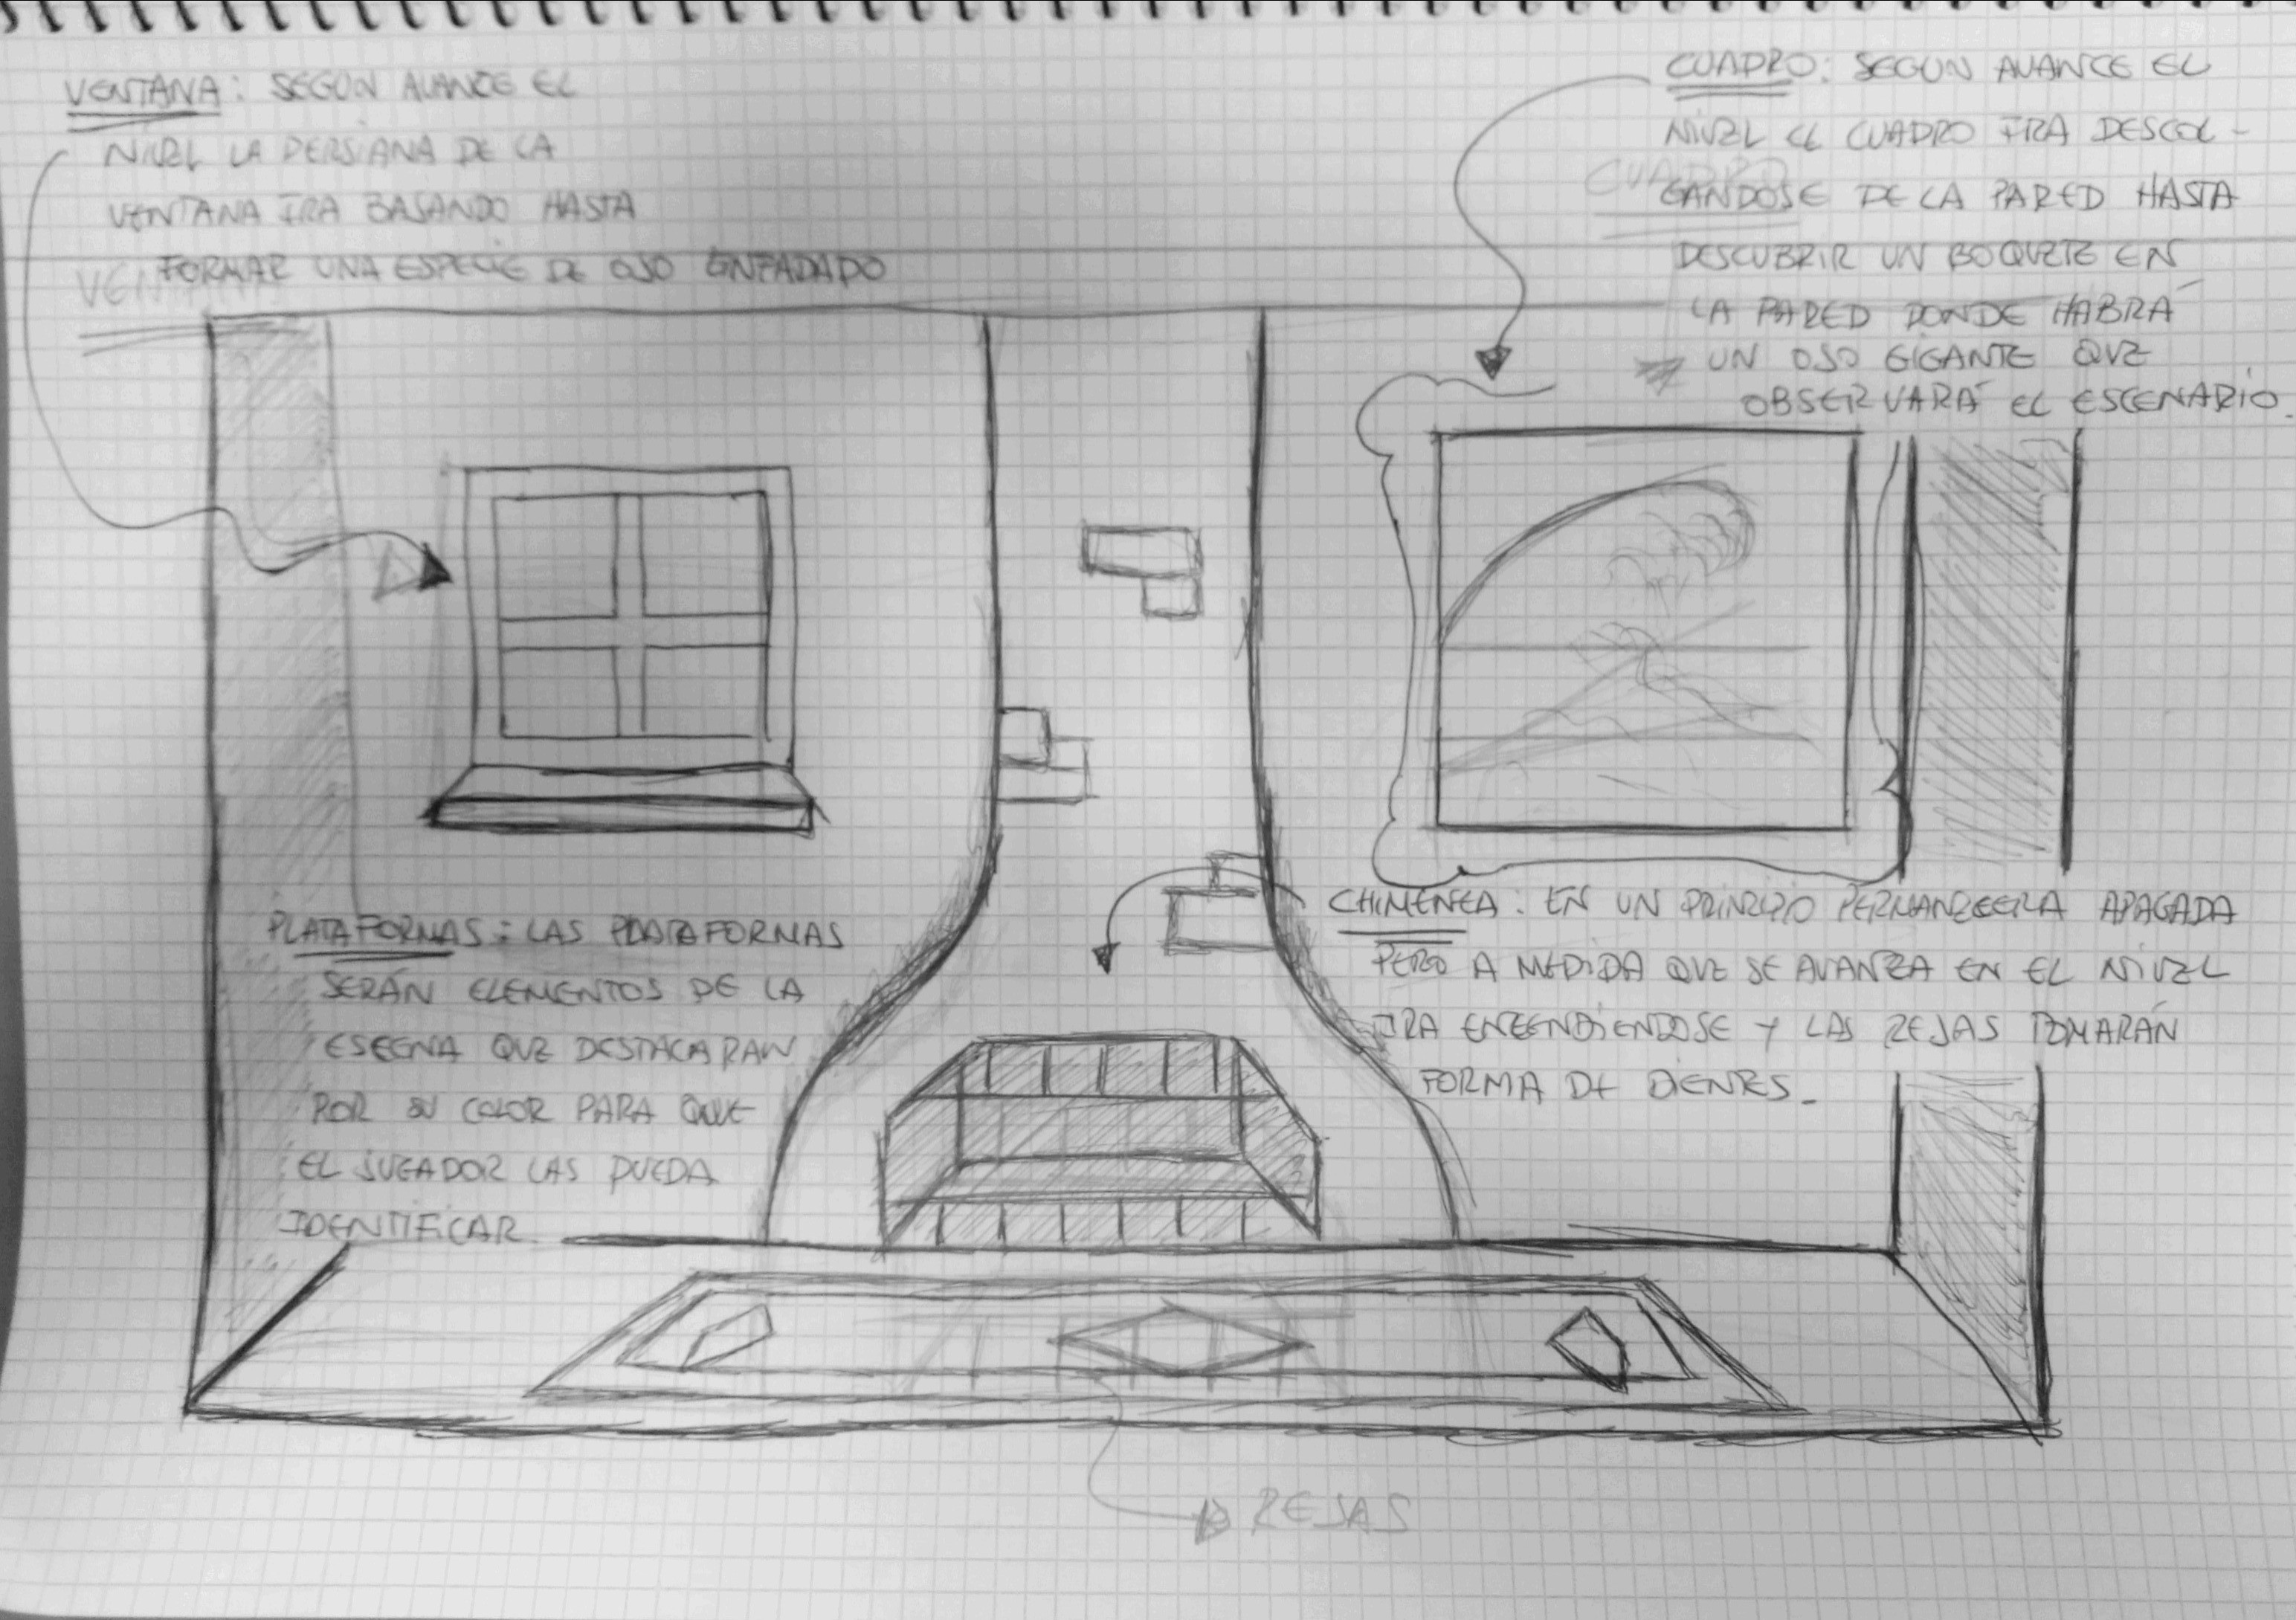 VENTANA: SEGUN AVANCE EL
NIVEL LA PERSIANA DE LA
VENTANA IRA BAJANDO HASTA
FORMAR UNA ESPECIE DE OJO ENFADADO
CUADRO: SEGUN AVANCE EL
NIVEL EL CUADRO IRA DESCOL-
GANDOSE DE LA PARED HASTA
DESCUBRIR UN BOQUETE EN
LA PARED DONDE HABRÁ
UN OJO GIGANTE QUE
OBSERVARÁ EL ESCENARIO.
CUADRO
PLATAFORMAS: LAS PLATAFORMAS
SERÁN ELEMENTOS DE LA
ESCENA QUE DESTACARAN
POR SU COLOR PARA QUE
EL JUGADOR LAS PUEDA
IDENTIFICAR.
CHIMENEA: EN UN PRINCIPIO PERMANECERA APAGADA
PERO A MEDIDA QUE SE AVANZA EN EL NIVEL
IRA ENCENDIENDOSE Y LAS REJAS TOMARÁN
FORMA DE DIENTES.
REJAS